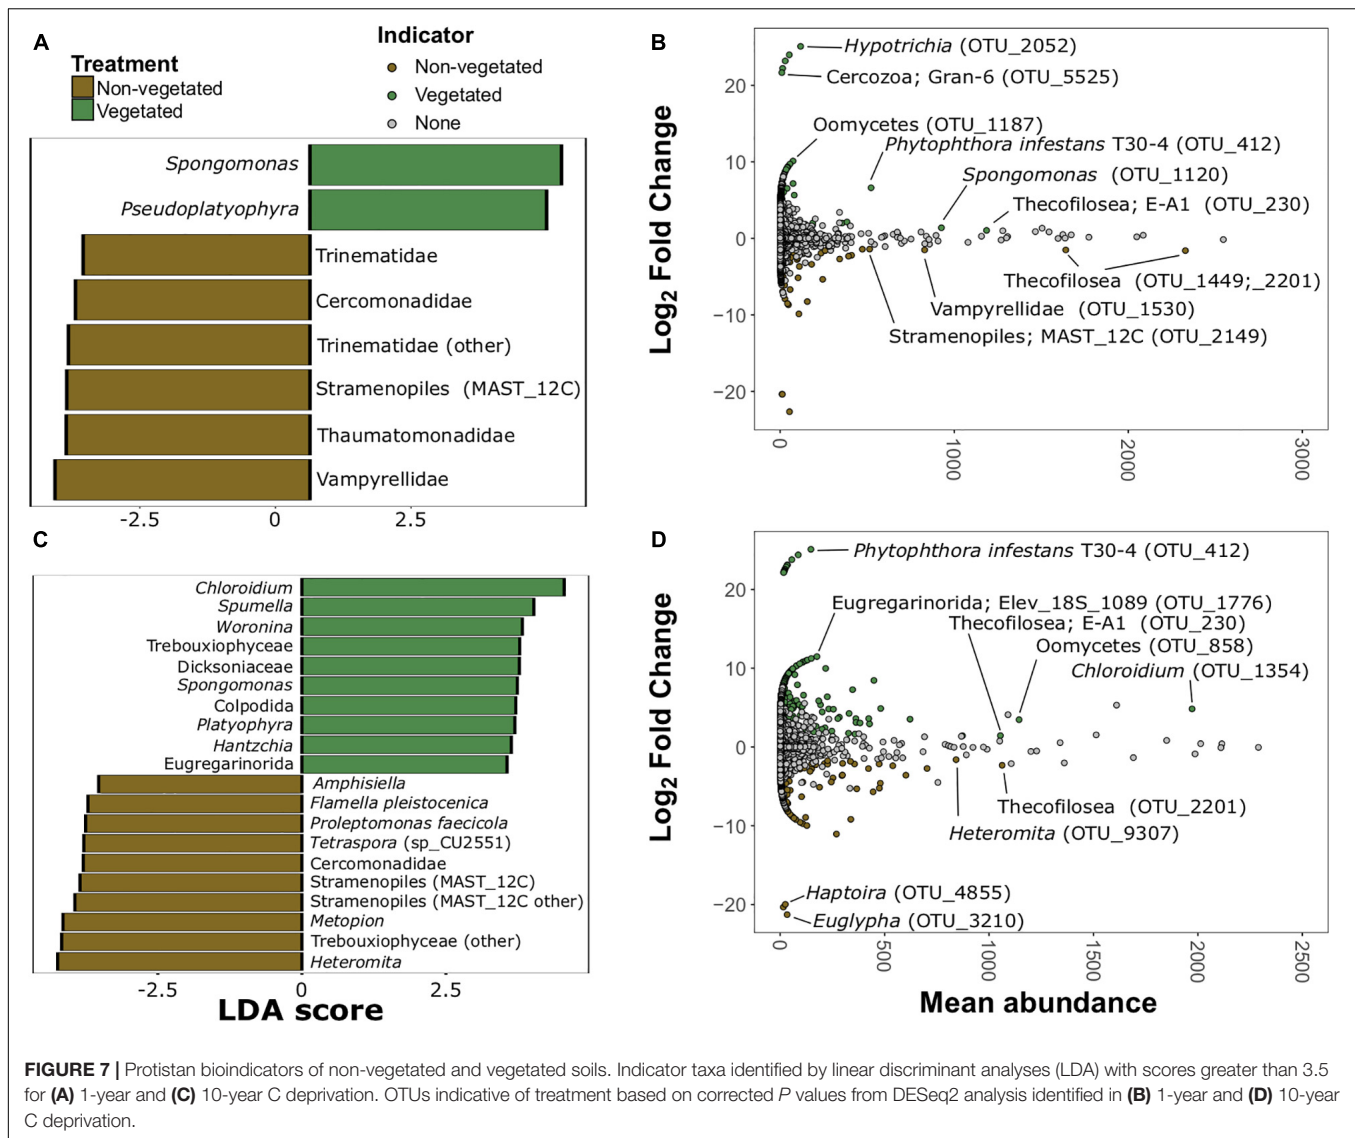 A
Treatment
Non-vegetated
Vegetated
Indicator
Non-vegetated
Vegetated
None
Spongomonas
Pseudoplatyophyra
Trinematidae
Cercomonadidae
Trinematidae (other)
Stramenopiles (MAST_12C)
Thaumatomonadidae
Vampyrellidae
-2.5 0 2.5
B
Log2 Fold Change
20
10
0
−10
−20
Hypotrichia (OTU_2052)
Cercozoa; Gran-6 (OTU_5525)
Oomycetes (OTU_1187)
Phytophthora infestans T30-4 (OTU_412)
Spongomonas (OTU_1120)
Thecofilosea; E-A1 (OTU_230)
Thecofilosea (OTU_1449;_2201)
Vampyrellidae (OTU_1530)
Stramenopiles; MAST_12C (OTU_2149)
0 1000 2000 3000
C
Chloroidium
Spumella
Woronina
Trebouxiophyceae
Dicksoniaceae
Spongomonas
Colpodida
Platyophyra
Hantzchia
Eugregarinorida
Amphisiella
Flamella pleistocenica
Proleptomonas faecicola
Tetraspora (sp_CU2551)
Cercomonadidae
Stramenopiles (MAST_12C)
Stramenopiles (MAST_12C other)
Metopion
Trebouxiophyceae (other)
Heteromita
-2.5 0 2.5
LDA score
D
Log2 Fold Change
20
10
0
−10
−20
Phytophthora infestans T30-4 (OTU_412)
Eugregarinorida; Elev_18S_1089 (OTU_1776)
Thecofilosea; E-A1 (OTU_230)
Oomycetes (OTU_858)
Chloroidium (OTU_1354)
Thecofilosea (OTU_2201)
Heteromita (OTU_9307)
Haptoira (OTU_4855)
Euglypha (OTU_3210)
0 500 1000 1500 2000 2500
Mean abundance
FIGURE 7 | Protistan bioindicators of non-vegetated and vegetated soils. Indicator taxa identified by linear discriminant analyses (LDA) with scores greater than 3.5
for (A) 1-year and (C) 10-year C deprivation. OTUs indicative of treatment based on corrected P values from DESeq2 analysis identified in (B) 1-year and (D) 10-year
C deprivation.